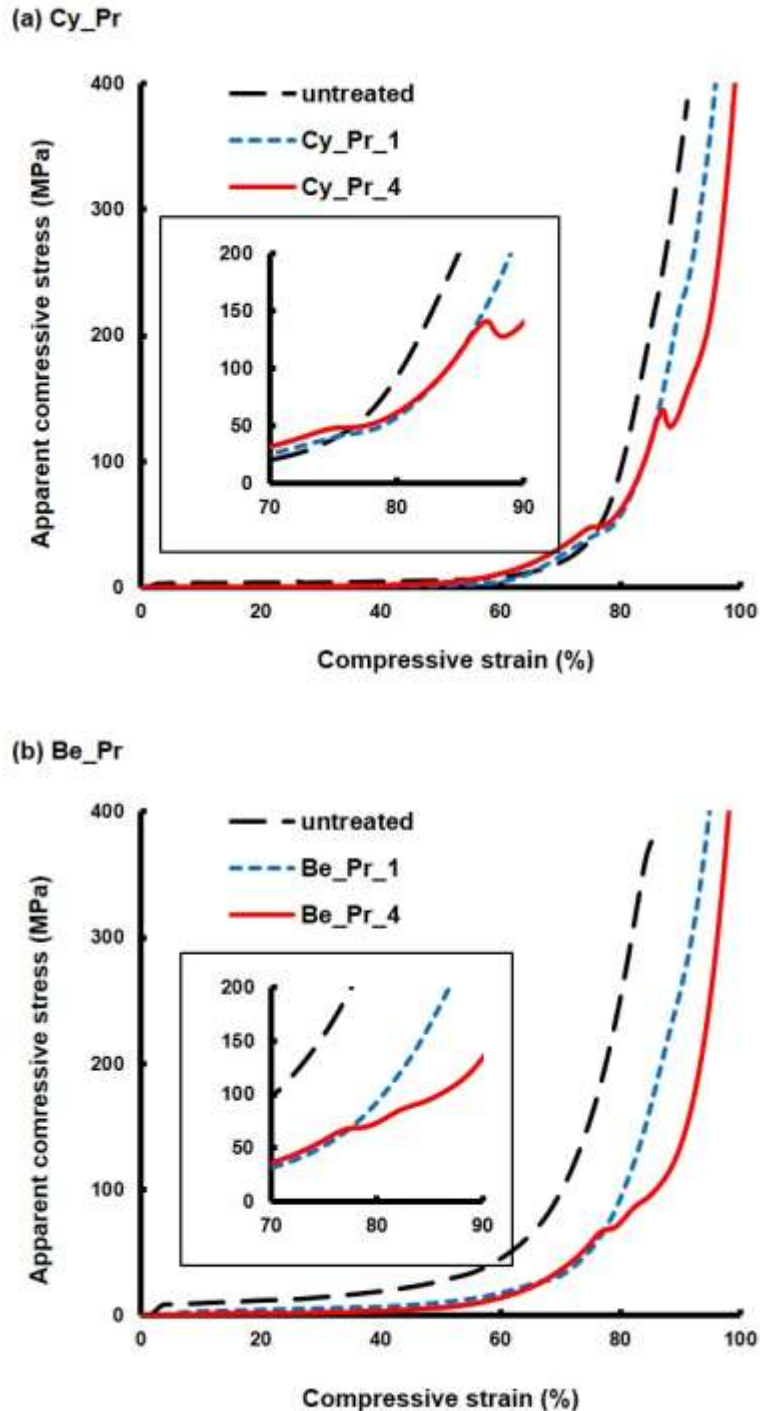 (a) Cy_Pr
untreated
Cy_Pr_1
Cy_Pr_4
Apparent comressive stress (MPa)
400
300
200
100
0
200
150
100
50
0
70 80 90
0 20 40 60 80 100
Compressive strain (%)
(b) Be_Pr
untreated
Be_Pr_1
Be_Pr_4
Apparent comressive stress (MPa)
400
300
200
100
0
200
150
100
50
0
70 80 90
0 20 40 60 80 100
Compressive strain (%)